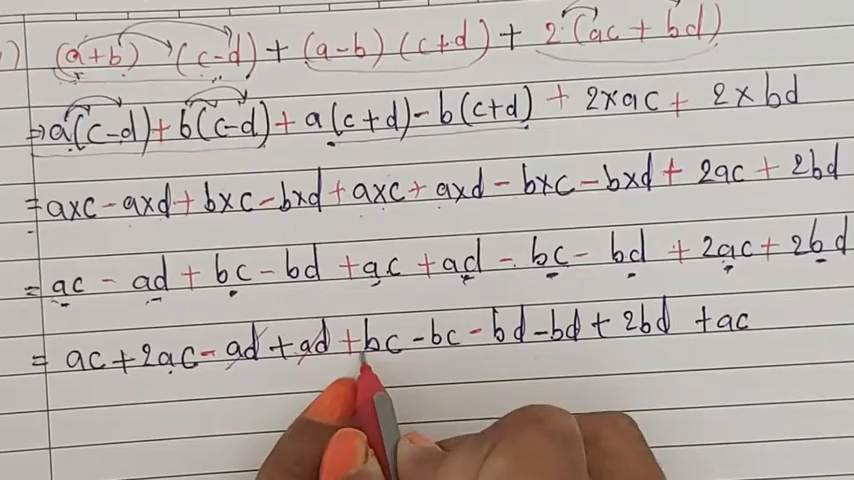 ) (a+b) (c-d) + (a-b) (c+d) + 2 (ac + bd)
⇒ a(c-d)+ b(c-d)+ a(c+d)- b(c+d) + 2×ac + 2×bd
= a×c - a×d + b×c - b×d + a×c + a×d - b×c - b×d + 2ac + 2bd
= ac - ad + bc - bd + ac + ad - bc - bd + 2ac + 2bd
= ac + 2ac - ad + ad + bc - bc - bd - bd + 2bd + ac